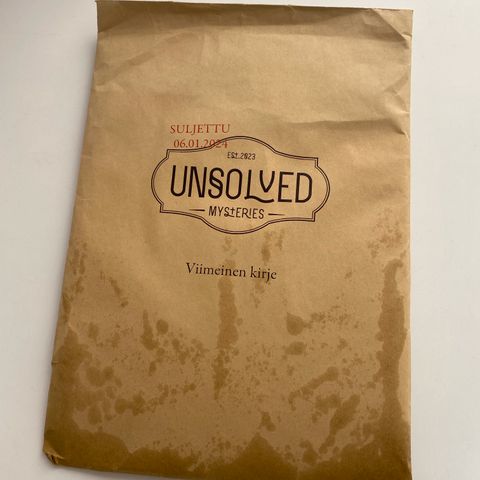 SULJETTU
06.01.2024
EST.2023
UNSOLVED
MYSTERIES
Viimeinen kirje